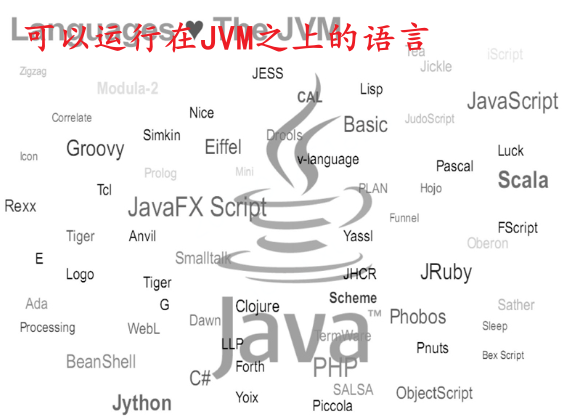 Languages ♥ The JVM
可以运行在JVM之上的语言
Tea
iScript
Zigzag
JESS
Jickle
Modula-2
CAL
Lisp
JavaScript
Correlate
Nice
Simkin
Eiffel
Drools
Basic
JudoScript
Icon
Groovy
v-language
Luck
Prolog
Mini
Pascal
Scala
Tcl
PLAN
Hojo
Rexx
JavaFX Script
Funnel
Tiger
Anvil
Yassl
FScript
Oberon
E
Smalltalk
Logo
Tiger
JHCR
JRuby
Ada
G
Clojure
Scheme
Phobos
Sather
Processing
WebL
Dawn
Java™
TermWare
Sleep
LLP
Pnuts
Bex Script
BeanShell
C#
Forth
PHP
SALSA
ObjectScript
Jython
Yoix
Piccola